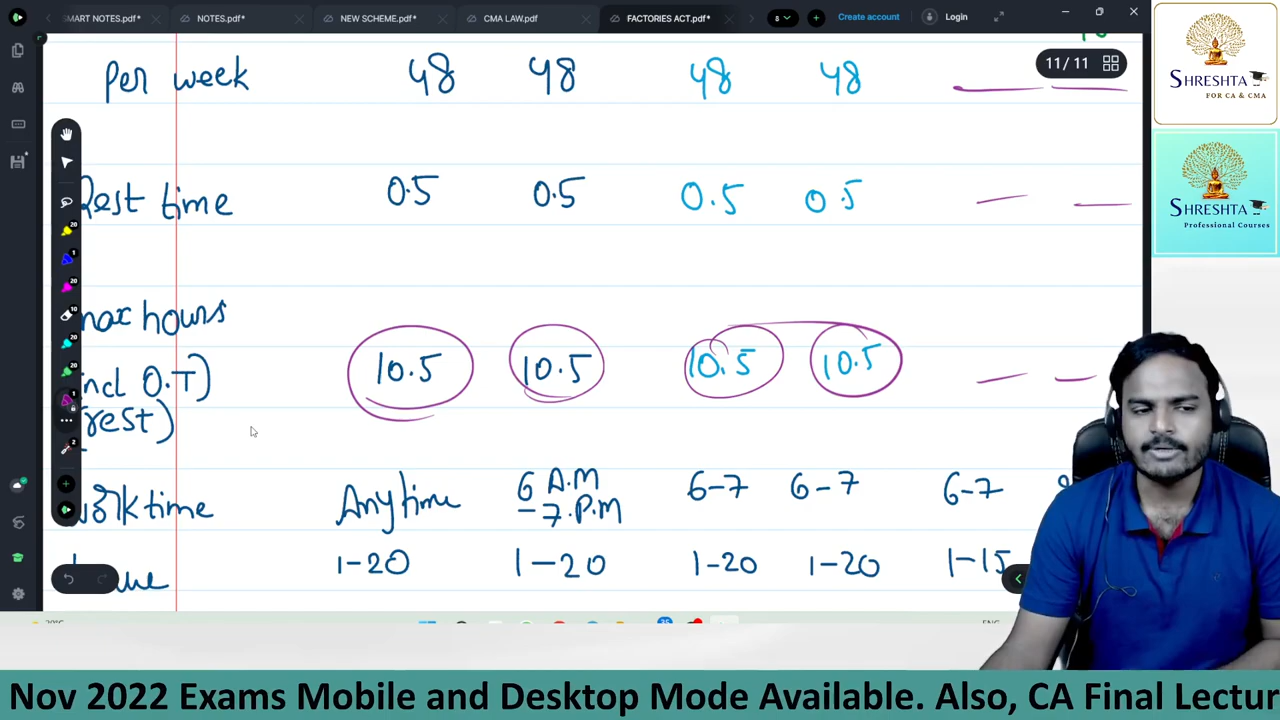 SMART NOTES.pdf*
NOTES.pdf*
NEW SCHEME.pdf*
CMA LAW.pdf
FACTORIES ACT.pdf*
8
Create account
Login
11/11
SHRESHTA
FOR CA & CMA
SHRESHTA
Professional Courses
Per week 48 48 48 48
Rest time 0.5 0.5 0.5 0.5
max hours
incl O.T) 10.5 10.5 10.5 10.5
rest)
work time Anytime 6 A.M 6-7 6-7 6-7
- 7.P.M
1-20 1-20 1-20 1-20 1-15
ENG
Nov 2022 Exams Mobile and Desktop Mode Available. Also, CA Final Lectur